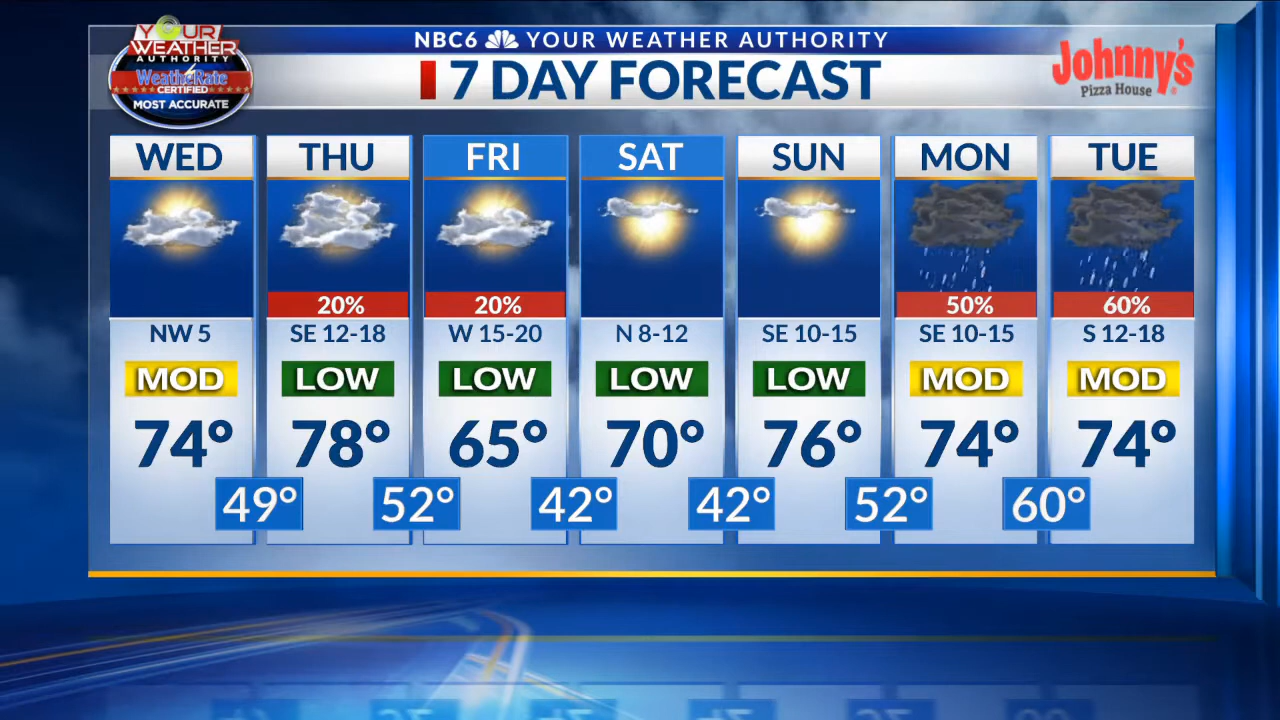 YOUR
WEATHER
AUTHORITY
WeatheRate
CERTIFIED
MOST ACCURATE
NBC6 YOUR WEATHER AUTHORITY
7 DAY FORECAST
Johnny's
Pizza House
WED THU FRI SAT SUN MON TUE
20% 20% 50% 60%
NW 5 SE 12-18 W 15-20 N 8-12 SE 10-15 SE 10-15 S 12-18
MOD LOW LOW LOW LOW MOD MOD
74° 78° 65° 70° 76° 74° 74°
49° 52° 42° 42° 52° 60°